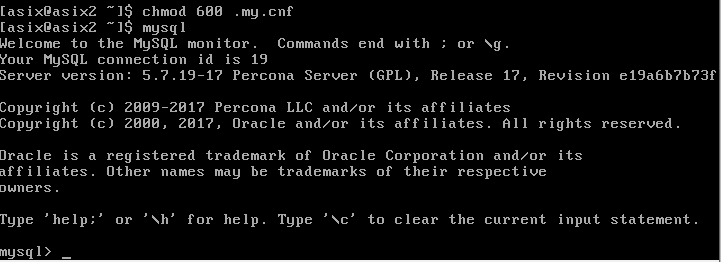 [asix@asix2 ~]$ chmod 600 .my.cnf
[asix@asix2 ~]$ mysql
Welcome to the MySQL monitor.  Commands end with ; or \g.
Your MySQL connection id is 19
Server version: 5.7.19-17 Percona Server (GPL), Release 17, Revision e19a6b7b73f

Copyright (c) 2009-2017 Percona LLC and/or its affiliates
Copyright (c) 2000, 2017, Oracle and/or its affiliates. All rights reserved.

Oracle is a registered trademark of Oracle Corporation and/or its
affiliates. Other names may be trademarks of their respective
owners.

Type 'help;' or '\h' for help. Type '\c' to clear the current input statement.

mysql> _